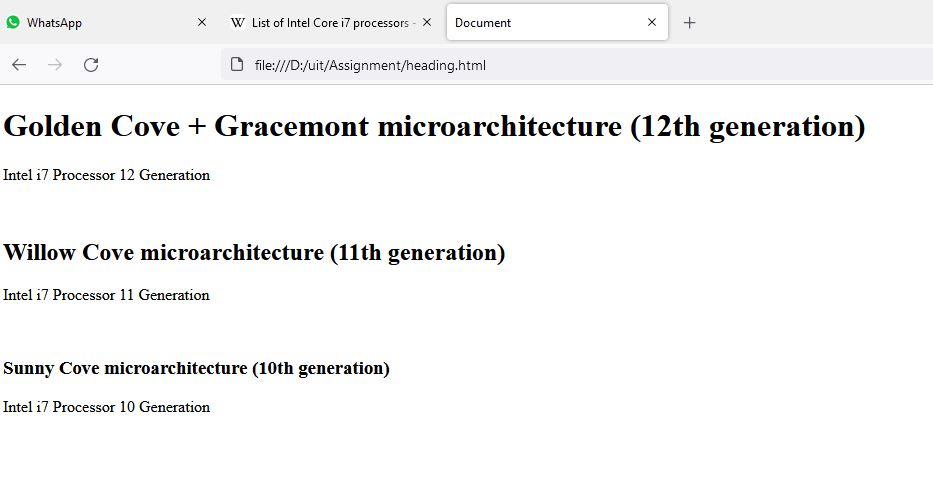 WhatsApp
List of Intel Core i7 processors -
Document
file:///D:/uit/Assignment/heading.html
Golden Cove + Gracemont microarchitecture (12th generation)
Intel i7 Processor 12 Generation
Willow Cove microarchitecture (11th generation)
Intel i7 Processor 11 Generation
Sunny Cove microarchitecture (10th generation)
Intel i7 Processor 10 Generation